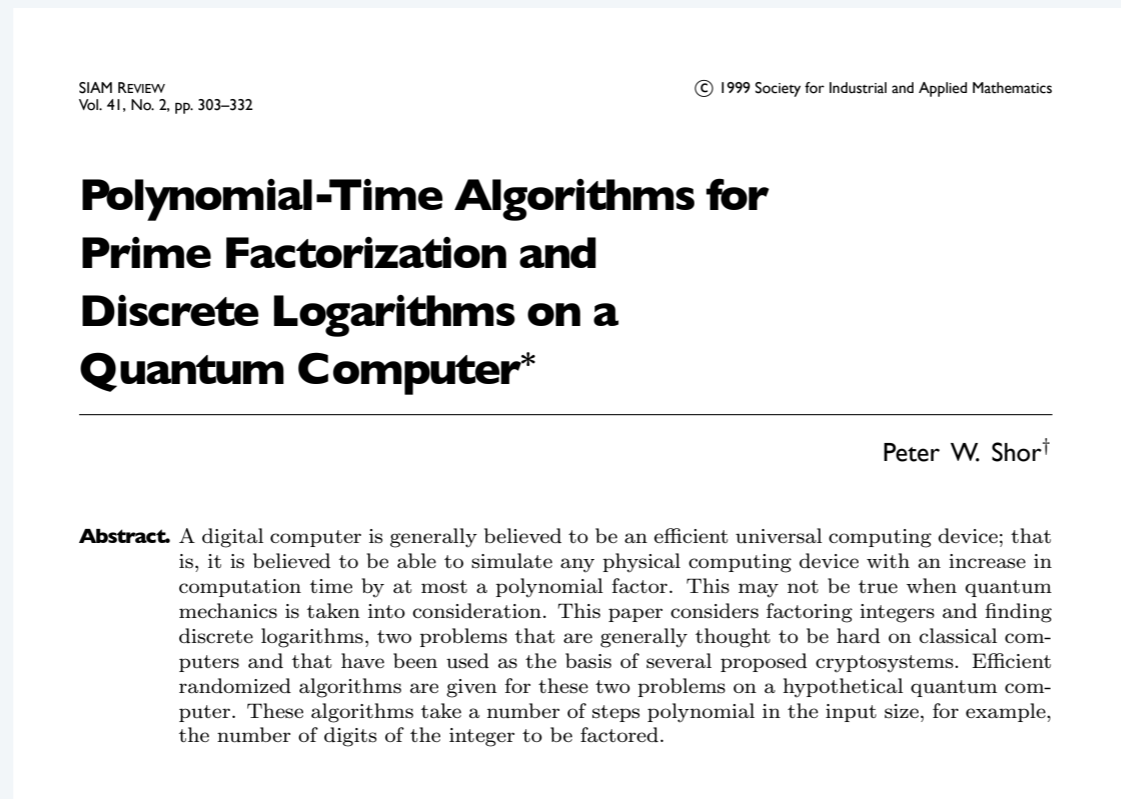 SIAM REVIEW
Vol. 41, No. 2, pp. 303–332
© 1999 Society for Industrial and Applied Mathematics
Polynomial-Time Algorithms for
Prime Factorization and
Discrete Logarithms on a
Quantum Computer*
Peter W. Shor†
Abstract. A digital computer is generally believed to be an efficient universal computing device; that
is, it is believed to be able to simulate any physical computing device with an increase in
computation time by at most a polynomial factor. This may not be true when quantum
mechanics is taken into consideration. This paper considers factoring integers and finding
discrete logarithms, two problems that are generally thought to be hard on classical com-
puters and that have been used as the basis of several proposed cryptosystems. Efficient
randomized algorithms are given for these two problems on a hypothetical quantum com-
puter. These algorithms take a number of steps polynomial in the input size, for example,
the number of digits of the integer to be factored.